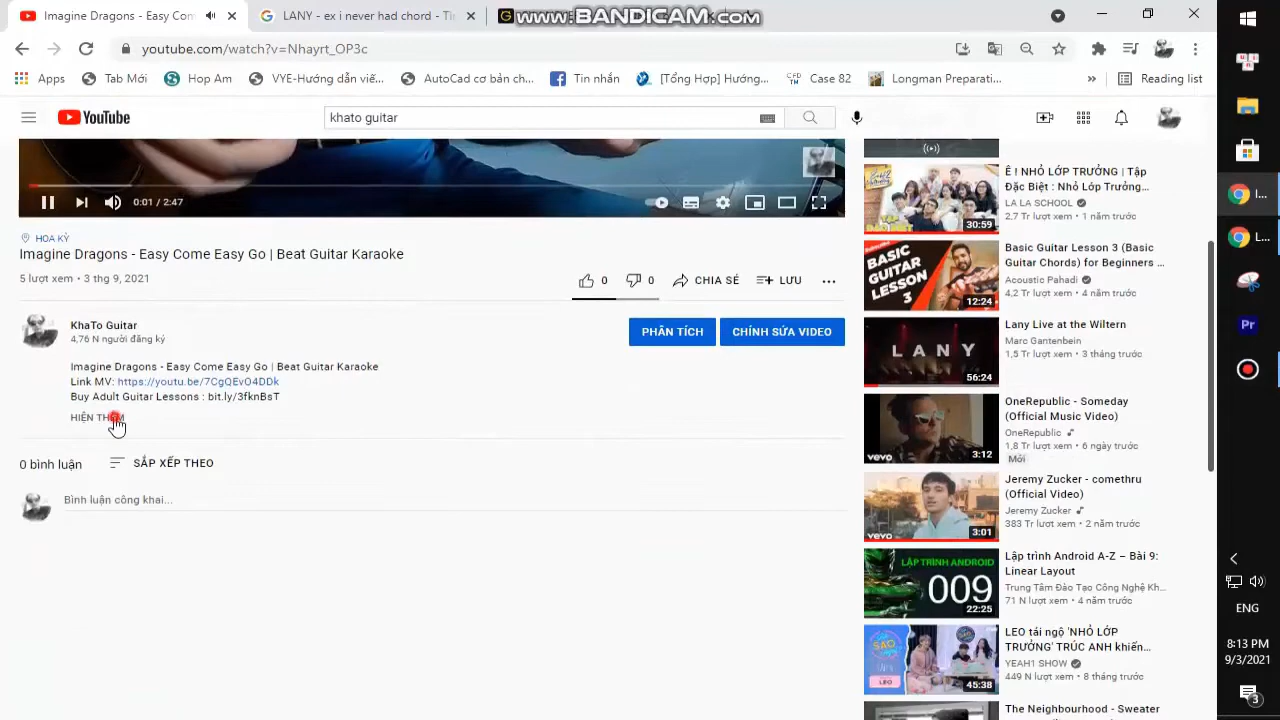 Imagine Dragons - Easy Com
LANY - ex i never had chord - Ti
WWW.BANDICAM.COM
youtube.com/watch?v=Nhayrt_OP3c
Apps
Tab Mới
Hop Am
VYE-Hướng dẫn viế...
AutoCad cơ bản ch...
Tin nhắn
[Tổng Hợp] Hướng...
Case 82
Longman Preparati...
»
Reading list
YouTube
khato guitar
0:01 / 2:47
HOA KỲ
Imagine Dragons - Easy Come Easy Go | Beat Guitar Karaoke
5 lượt xem • 3 thg 9, 2021
0
0
CHIA SẺ
LƯU
KhaTo Guitar
4,76 N người đăng ký
PHÂN TÍCH
CHỈNH SỬA VIDEO
Imagine Dragons - Easy Come Easy Go | Beat Guitar Karaoke
Link MV: https://youtu.be/7CgQEvO4DDk
Buy Adult Guitar Lessons : bit.ly/3fknBsT
HIỆN THÊM
0 bình luận
SẮP XẾP THEO
Bình luận công khai...
Ê ! NHỎ LỚP TRƯỞNG | Tập
Đặc Biệt : Nhỏ Lớp Trưởng...
LA LA SCHOOL
2,7 Tr lượt xem • 1 năm trước
30:59
BASIC
GUITAR
LESSON
3
12:24
Basic Guitar Lesson 3 (Basic
Guitar Chords) for Beginners ...
Acoustic Pahadi
4,2 Tr lượt xem • 4 năm trước
LANY
56:24
Lany Live at the Wiltern
Marc Gantenbein
1,5 Tr lượt xem • 3 tháng trước
vevo
3:12
OneRepublic - Someday
(Official Music Video)
OneRepublic
1,8 Tr lượt xem • 6 ngày trước
Mới
vevo
3:01
Jeremy Zucker - comethru
(Official Video)
Jeremy Zucker
383 Tr lượt xem • 2 năm trước
LẬP TRÌNH ANDROID
009
22:25
Lập trình Android A-Z – Bài 9:
Linear Layout
Trung Tâm Đào Tạo Công Nghệ Kh...
71 N lượt xem • 4 năm trước
LEO
45:38
LEO tái ngộ 'NHỎ LỚP
TRƯỞNG' TRÚC ANH khiến...
YEAH1 SHOW
449 N lượt xem • 8 tháng trước
The Neighbourhood - Sweater
I...
L...
Pr
ENG
8:13 PM
9/3/2021
3